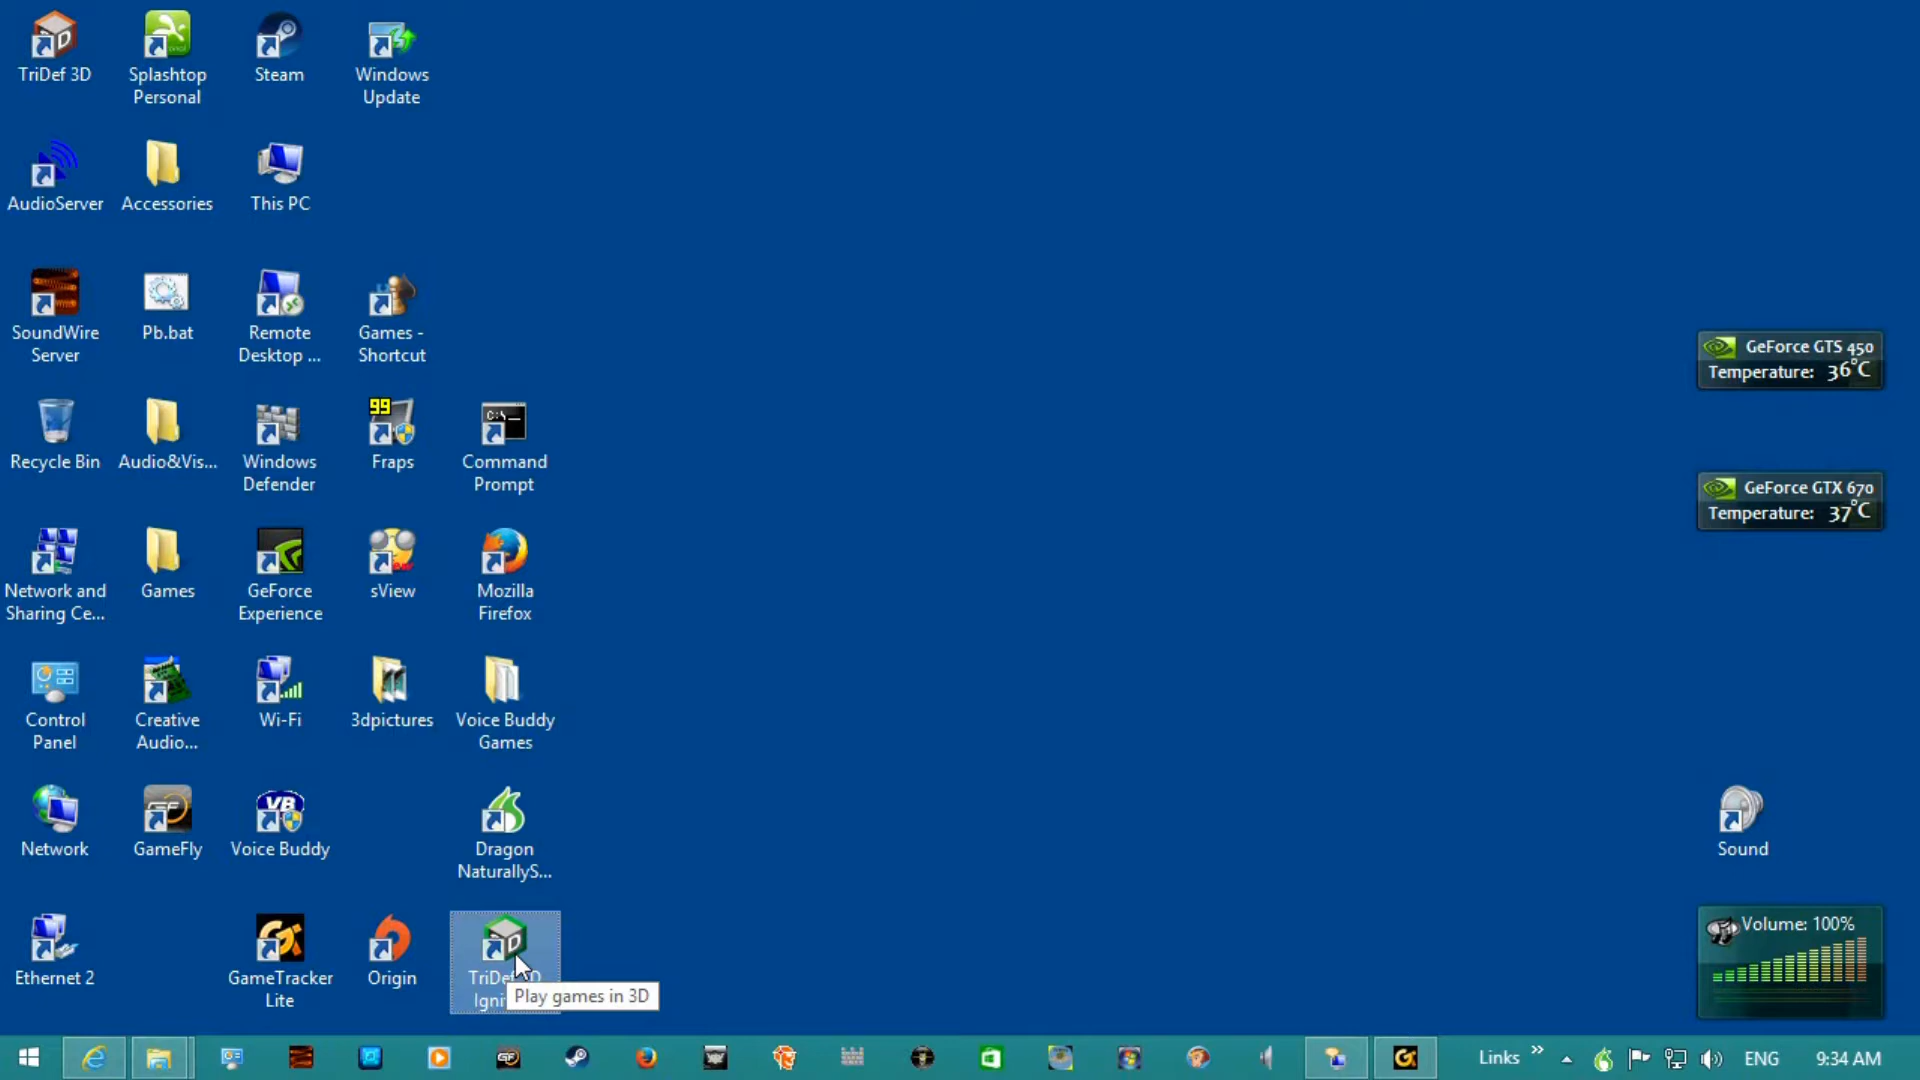 TriDef 3D
Splashtop
Personal
Steam
Windows
Update
AudioServer
Accessories
This PC
SoundWire
Server
Pb.bat
Remote
Desktop ...
Games -
Shortcut
GeForce GTS 450
Temperature: 36°C
Recycle Bin
Audio&Vis...
Windows
Defender
99
Fraps
C:\
Command
Prompt
GeForce GTX 670
Temperature: 37°C
Network and
Sharing Ce...
Games
GeForce
Experience
sView
Mozilla
Firefox
Control
Panel
Creative
Audio...
Wi-Fi
3dpictures
Voice Buddy
Games
Network
GF
GameFly
VB
Voice Buddy
Dragon
NaturallyS...
Sound
Ethernet 2
GameTracker
Lite
Origin
Play games in 3D
Volume: 100%
Links
ENG
9:34 AM